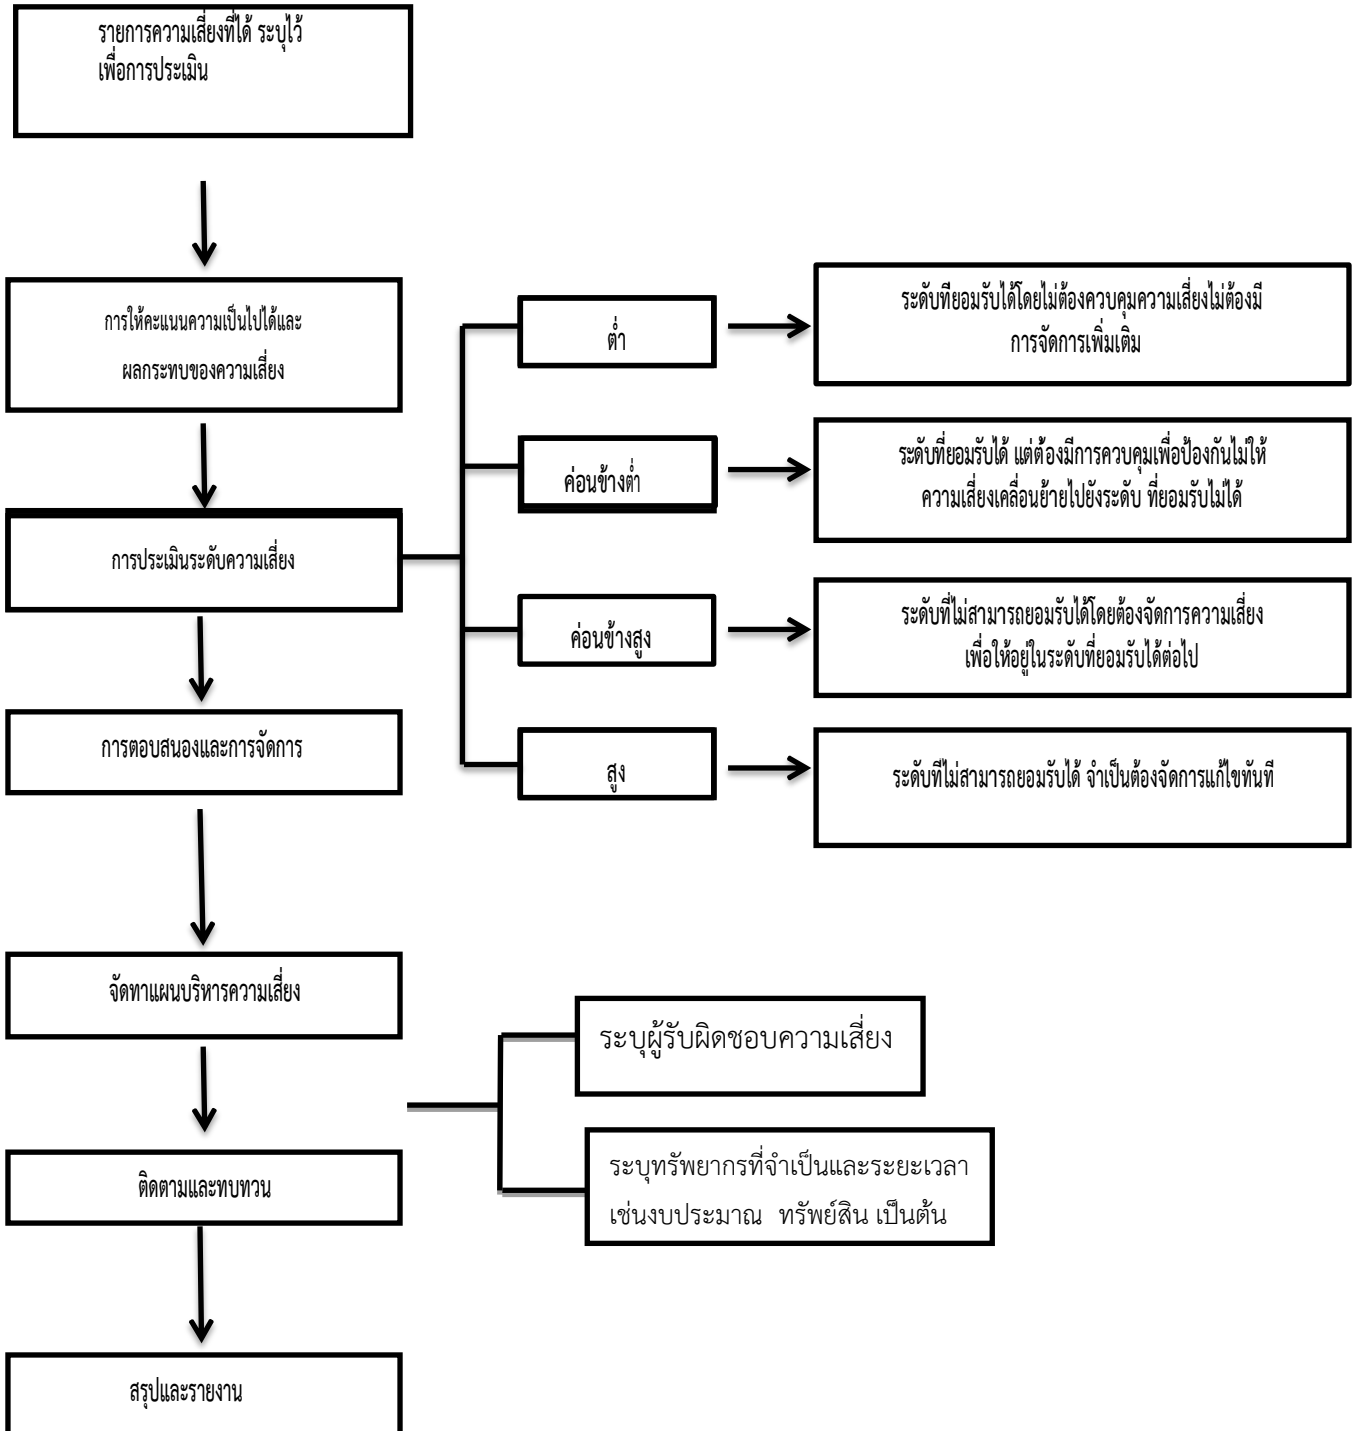 รายการความเสี่ยงที่ได้ ระบุไว้
เพื่อการประเมิน
การให้คะแนนความเป็นไปได้และ
ผลกระทบของความเสี่ยง
การประเมินระดับความเสี่ยง
ต่ำ
ระดับทียอมรับได้โดยไม่ต้องควบคุมความเสี่ยงไม่ต้องมี
การจัดการเพิ่มเติม
ค่อนข้างต่ำ
ระดับที่ยอมรับได้ แต่ต้องมีการควบคุมเพื่อป้องกันไม่ให้
ความเสี่ยงเคลื่อนย้ายไปยังระดับ ที่ยอมรับไม่ได้
ค่อนข้างสูง
ระดับที่ไม่สามารถยอมรับได้โดยต้องจัดการความเสี่ยง
เพื่อให้อยู่ในระดับที่ยอมรับได้ต่อไป
สูง
ระดับทีไม่สามารถยอมรับได้ จำเป็นต้องจัดการแก้ไขทันที
การตอบสนองและการจัดการ
จัดทาแผนบริหารความเสี่ยง
ระบุผู้รับผิดชอบความเสี่ยง
ระบุทรัพยากรที่จำเป็นและระยะเวลา
เช่นงบประมาณ ทรัพย์สิน เป็นต้น
ติดตามและทบทวน
สรุปและรายงาน